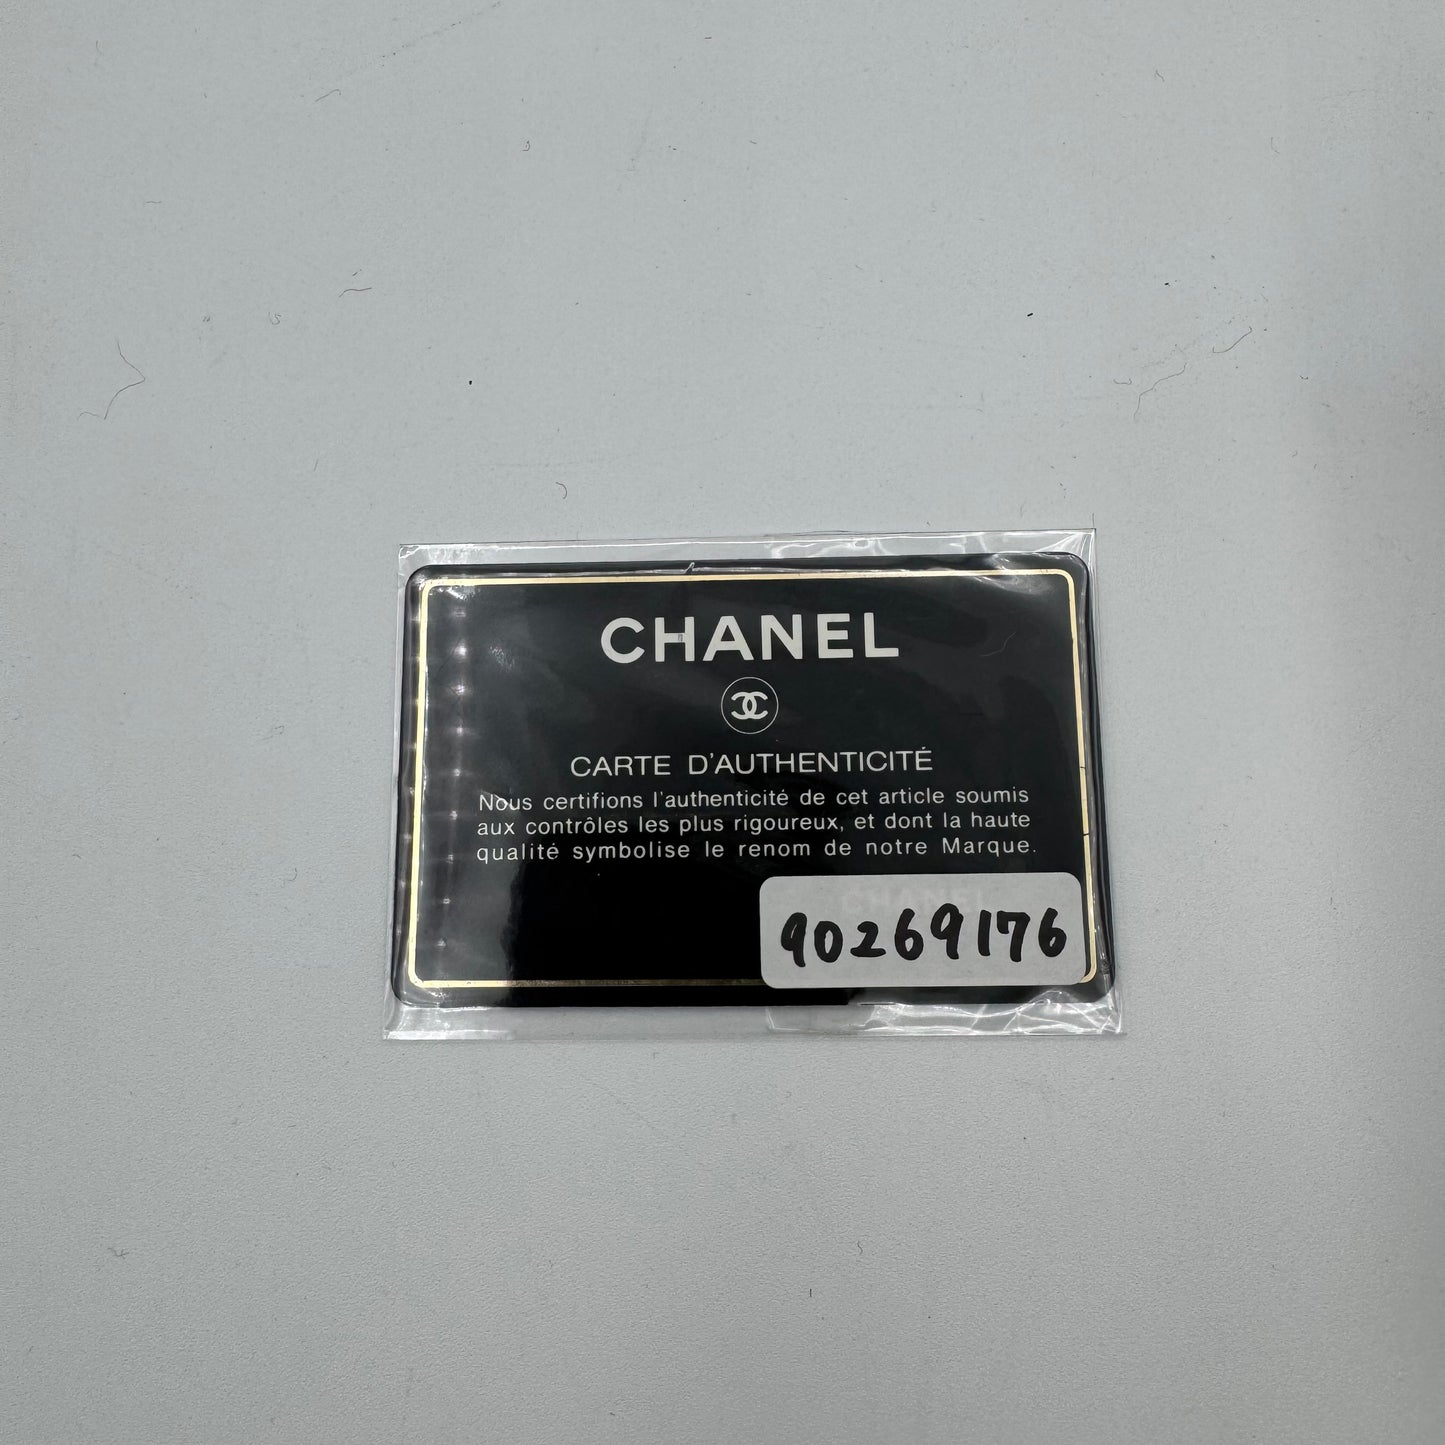 CHANEL
CARTE D'AUTHENTICITÉ
Nous certifions l'authenticité de cet article soumis
aux contrôles les plus rigoureux, et dont la haute
qualité symbolise le renom de notre Marque.
CHANEL
90269176